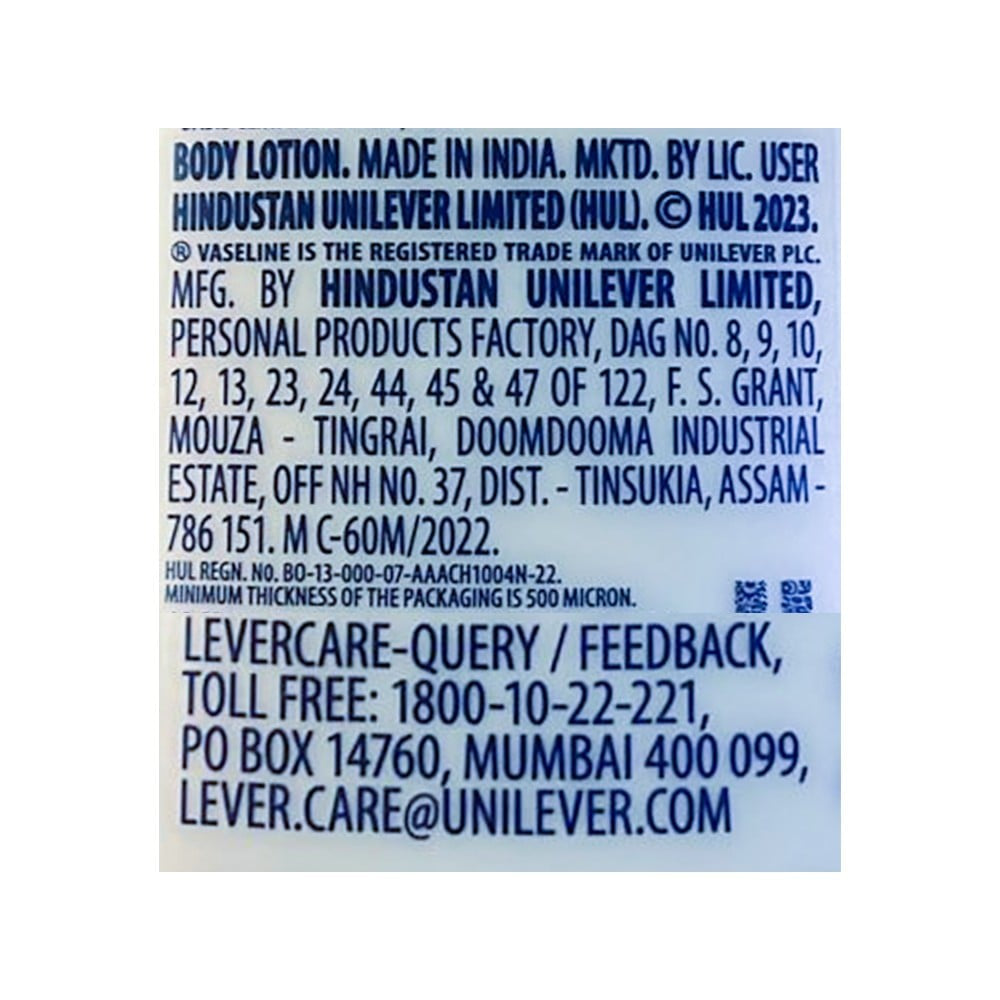 BODY LOTION. MADE IN INDIA. MKTD. BY LIC. USER
HINDUSTAN UNILEVER LIMITED (HUL). © HUL 2023.
® VASELINE IS THE REGISTERED TRADE MARK OF UNILEVER PLC.
MFG. BY HINDUSTAN UNILEVER LIMITED,
PERSONAL PRODUCTS FACTORY, DAG NO. 8, 9, 10,
12, 13, 23, 24, 44, 45 & 47 OF 122, F. S. GRANT,
MOUZA - TINGRAI, DOOMDOOMA INDUSTRIAL
ESTATE, OFF NH NO. 37, DIST. - TINSUKIA, ASSAM -
786 151. M C-60M/2022.
HUL REGN. No. BO-13-000-07-AAACH1004N-22.
MINIMUM THICKNESS OF THE PACKAGING IS 500 MICRON.
LEVERCARE-QUERY / FEEDBACK,
TOLL FREE: 1800-10-22-221,
PO BOX 14760, MUMBAI 400 099,
LEVER.CARE@UNILEVER.COM